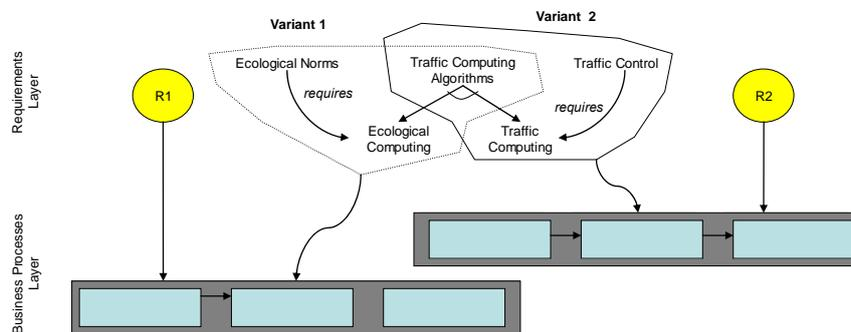 Variant 1
Variant 2
Requirements
Layer
Ecological Norms
Traffic Computing
Algorithms
Traffic Control
R1
R2
requires
requires
Ecological
Computing
Traffic
Computing
Business Processes
Layer